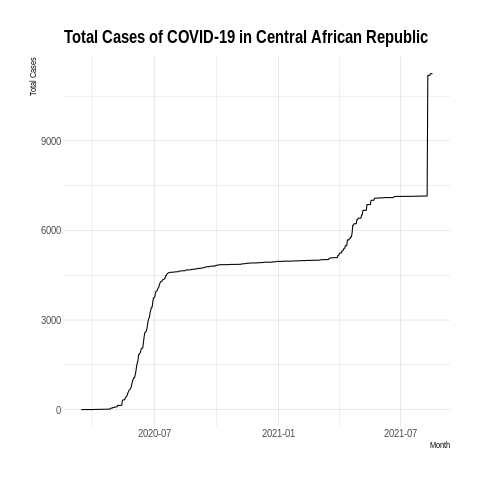 Total Cases of COVID-19 in Central African Republic
Total Cases
9000
6000
3000
0
2020-07
2021-01
2021-07
Month